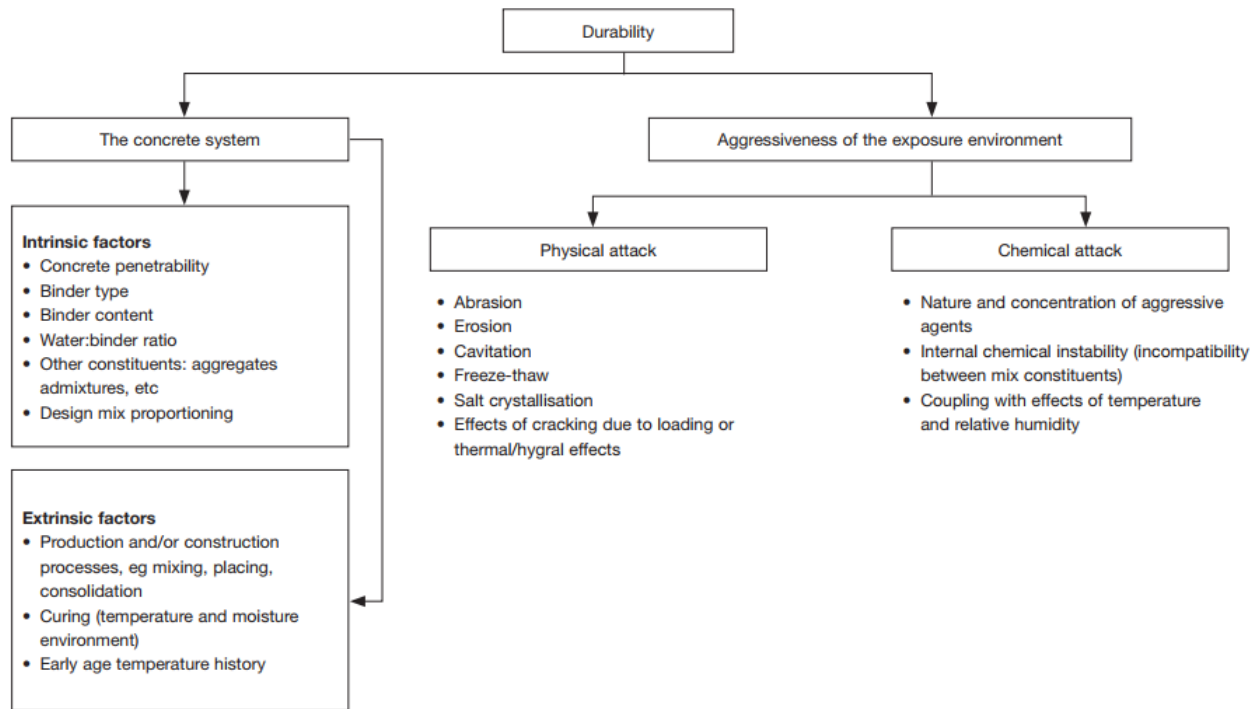 Durability
The concrete system
Aggressiveness of the exposure environment
Intrinsic factors
• Concrete penetrability
• Binder type
• Binder content
• Water:binder ratio
• Other constituents: aggregates
admixtures, etc
• Design mix proportioning
Extrinsic factors
• Production and/or construction
processes, eg mixing, placing,
consolidation
• Curing (temperature and moisture
environment)
• Early age temperature history
Physical attack
• Abrasion
• Erosion
• Cavitation
• Freeze-thaw
• Salt crystallisation
• Effects of cracking due to loading or
thermal/hygral effects
Chemical attack
• Nature and concentration of aggressive
agents
• Internal chemical instability (incompatibility
between mix constituents)
• Coupling with effects of temperature
and relative humidity